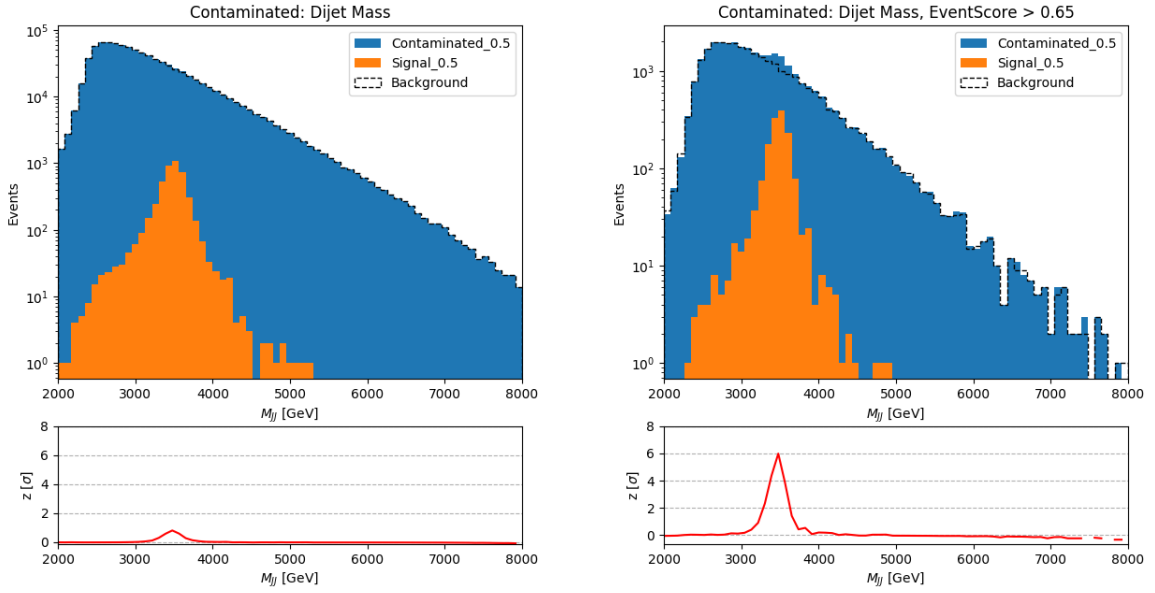 Contaminated: Dijet Mass
10^5
10^4
10^3
10^2
10^1
10^0
Events
Contaminated_0.5
Signal_0.5
Background
2000 3000 4000 5000 6000 7000 8000
M_JJ [GeV]
8
6
4
2
0
z [σ]
2000 3000 4000 5000 6000 7000 8000
M_JJ [GeV]
Contaminated: Dijet Mass, EventScore > 0.65
10^3
10^2
10^1
10^0
Events
Contaminated_0.5
Signal_0.5
Background
2000 3000 4000 5000 6000 7000 8000
M_JJ [GeV]
8
6
4
2
0
z [σ]
2000 3000 4000 5000 6000 7000 8000
M_JJ [GeV]